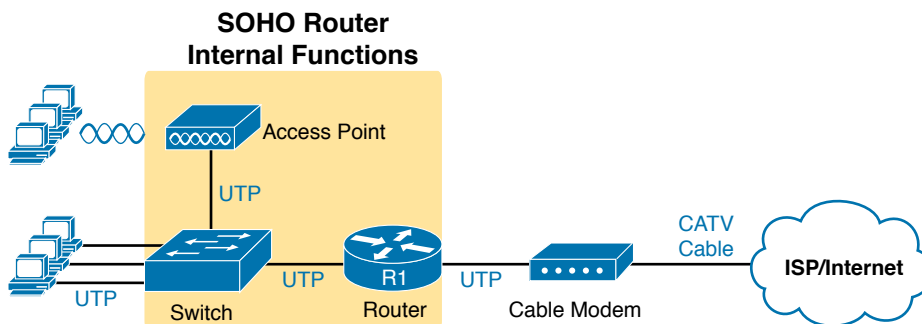 SOHO Router
Internal Functions
Access Point
UTP
CATV
Cable
ISP/Internet
R1
UTP
UTP
UTP
Switch
Router
Cable Modem